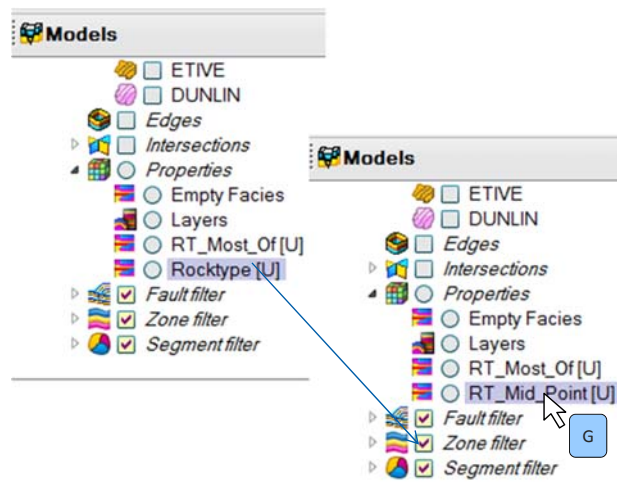 Models
ETIVE
DUNLIN
Edges
Intersections
Properties
Empty Facies
Layers
RT_Most_Of [U]
Rocktype [U]
Fault filter
Zone filter
Segment filter
Models
ETIVE
DUNLIN
Edges
Intersections
Properties
Empty Facies
Layers
RT_Most_Of [U]
RT_Mid_Point [U]
Fault filter
Zone filter
Segment filter
G